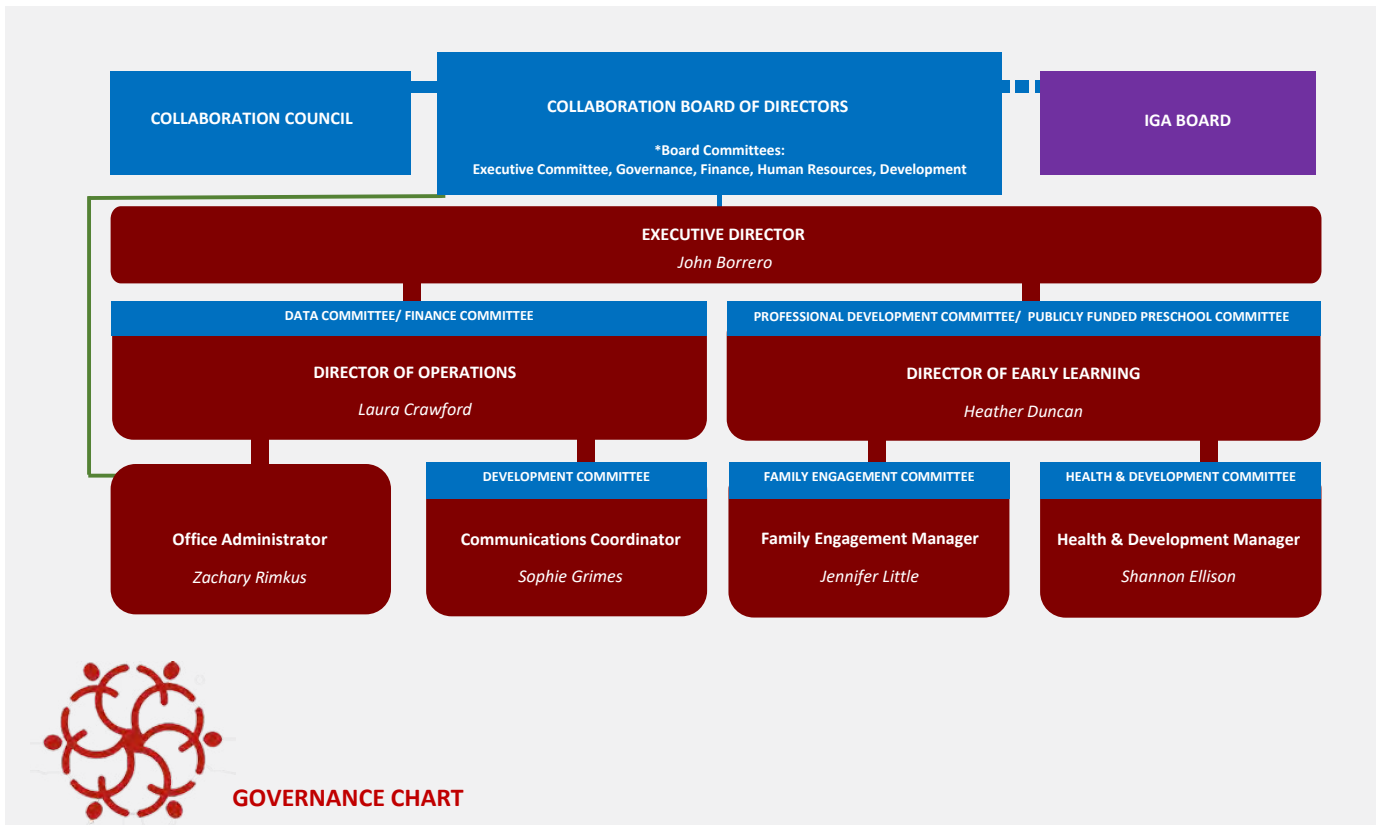 COLLABORATION COUNCIL
COLLABORATION BOARD OF DIRECTORS
*Board Committees:
Executive Committee, Governance, Finance, Human Resources, Development
IGA BOARD
EXECUTIVE DIRECTOR
John Borrero
DATA COMMITTEE/ FINANCE COMMITTEE
DIRECTOR OF OPERATIONS
Laura Crawford
PROFESSIONAL DEVELOPMENT COMMITTEE/ PUBLICLY FUNDED PRESCHOOL COMMITTEE
DIRECTOR OF EARLY LEARNING
Heather Duncan
Office Administrator
Zachary Rimkus
DEVELOPMENT COMMITTEE
Communications Coordinator
Sophie Grimes
FAMILY ENGAGEMENT COMMITTEE
Family Engagement Manager
Jennifer Little
HEALTH & DEVELOPMENT COMMITTEE
Health & Development Manager
Shannon Ellison
GOVERNANCE CHART